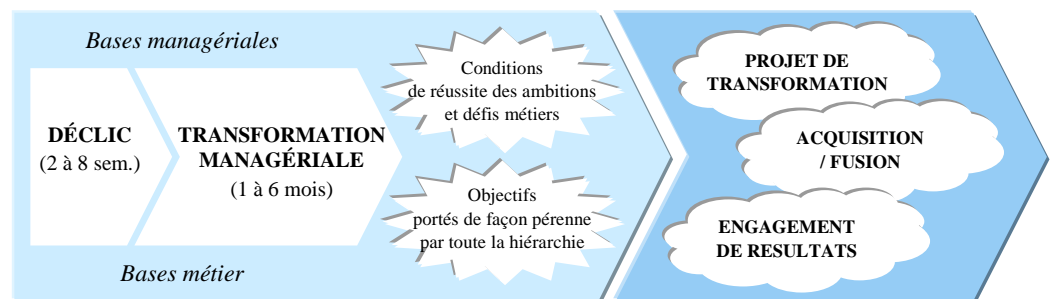 Bases managériales
DÉCLIC
(2 à 8 sem.)
TRANSFORMATION
MANAGÉRIALE
(1 à 6 mois)
Bases métier
Conditions
de réussite des ambitions
et défis métiers
Objectifs
portés de façon pérenne
par toute la hiérarchie
PROJET DE
TRANSFORMATION
ACQUISITION
/ FUSION
ENGAGEMENT
DE RESULTATS